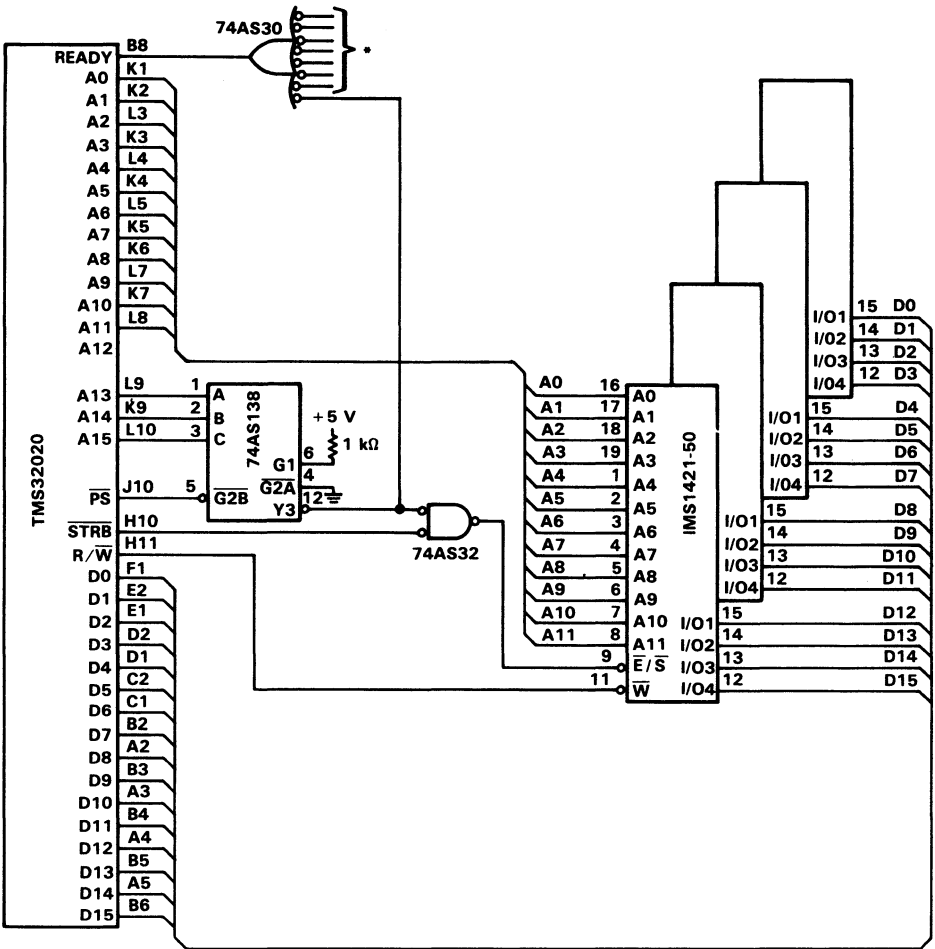 74AS30
*
B8
READY
K1
A0
K2
A1
L3
A2
K3
A3
L4
A4
K4
A5
L5
A6
K5
A7
K6
A8
L7
A9
K7
A10
L8
A11
A12
L9
A13
K9
A14
L10
A15
J10
PS
H10
STRB
H11
R/W
F1
D0
E2
D1
E1
D2
D2
D3
D1
D4
C2
D5
C1
D6
B2
D7
A2
D8
B3
D9
A3
D10
B4
D11
A4
D12
B5
D13
A5
D14
B6
D15
TMS32020
1 A
2 B
3 C
74AS138
+5 V
1 kΩ
6
G1
4
G2A
5
G2B
12
Y3
74AS32
A0 16 A0
A1 17 A1
A2 18 A2
A3 19 A3
A4 1 A4
A5 2 A5
A6 3 A6
A7 4 A7
A8 5 A8
A9 6 A9
A10 7 A10
A11 8 A11
9 E/S
11 W
IMS1421-50
I/O1 15 D0
I/O2 14 D1
I/O3 13 D2
I/O4 12 D3
I/O1 15 D4
I/O2 14 D5
I/O3 13 D6
I/O4 12 D7
I/O1 15 D8
I/O2 14 D9
I/O3 13 D10
I/O4 12 D11
I/O1 15 D12
I/O2 14 D13
I/O3 13 D14
I/O4 12 D15